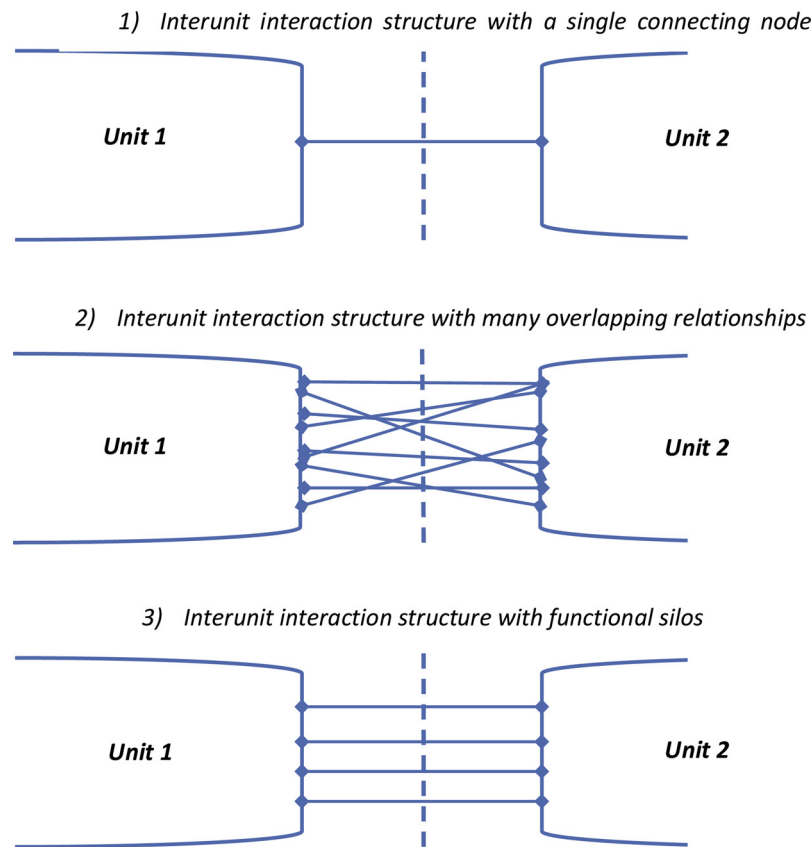 1) Interunit interaction structure with a single connecting node
Unit 1
Unit 2
2) Interunit interaction structure with many overlapping relationships
Unit 1
Unit 2
3) Interunit interaction structure with functional silos
Unit 1
Unit 2